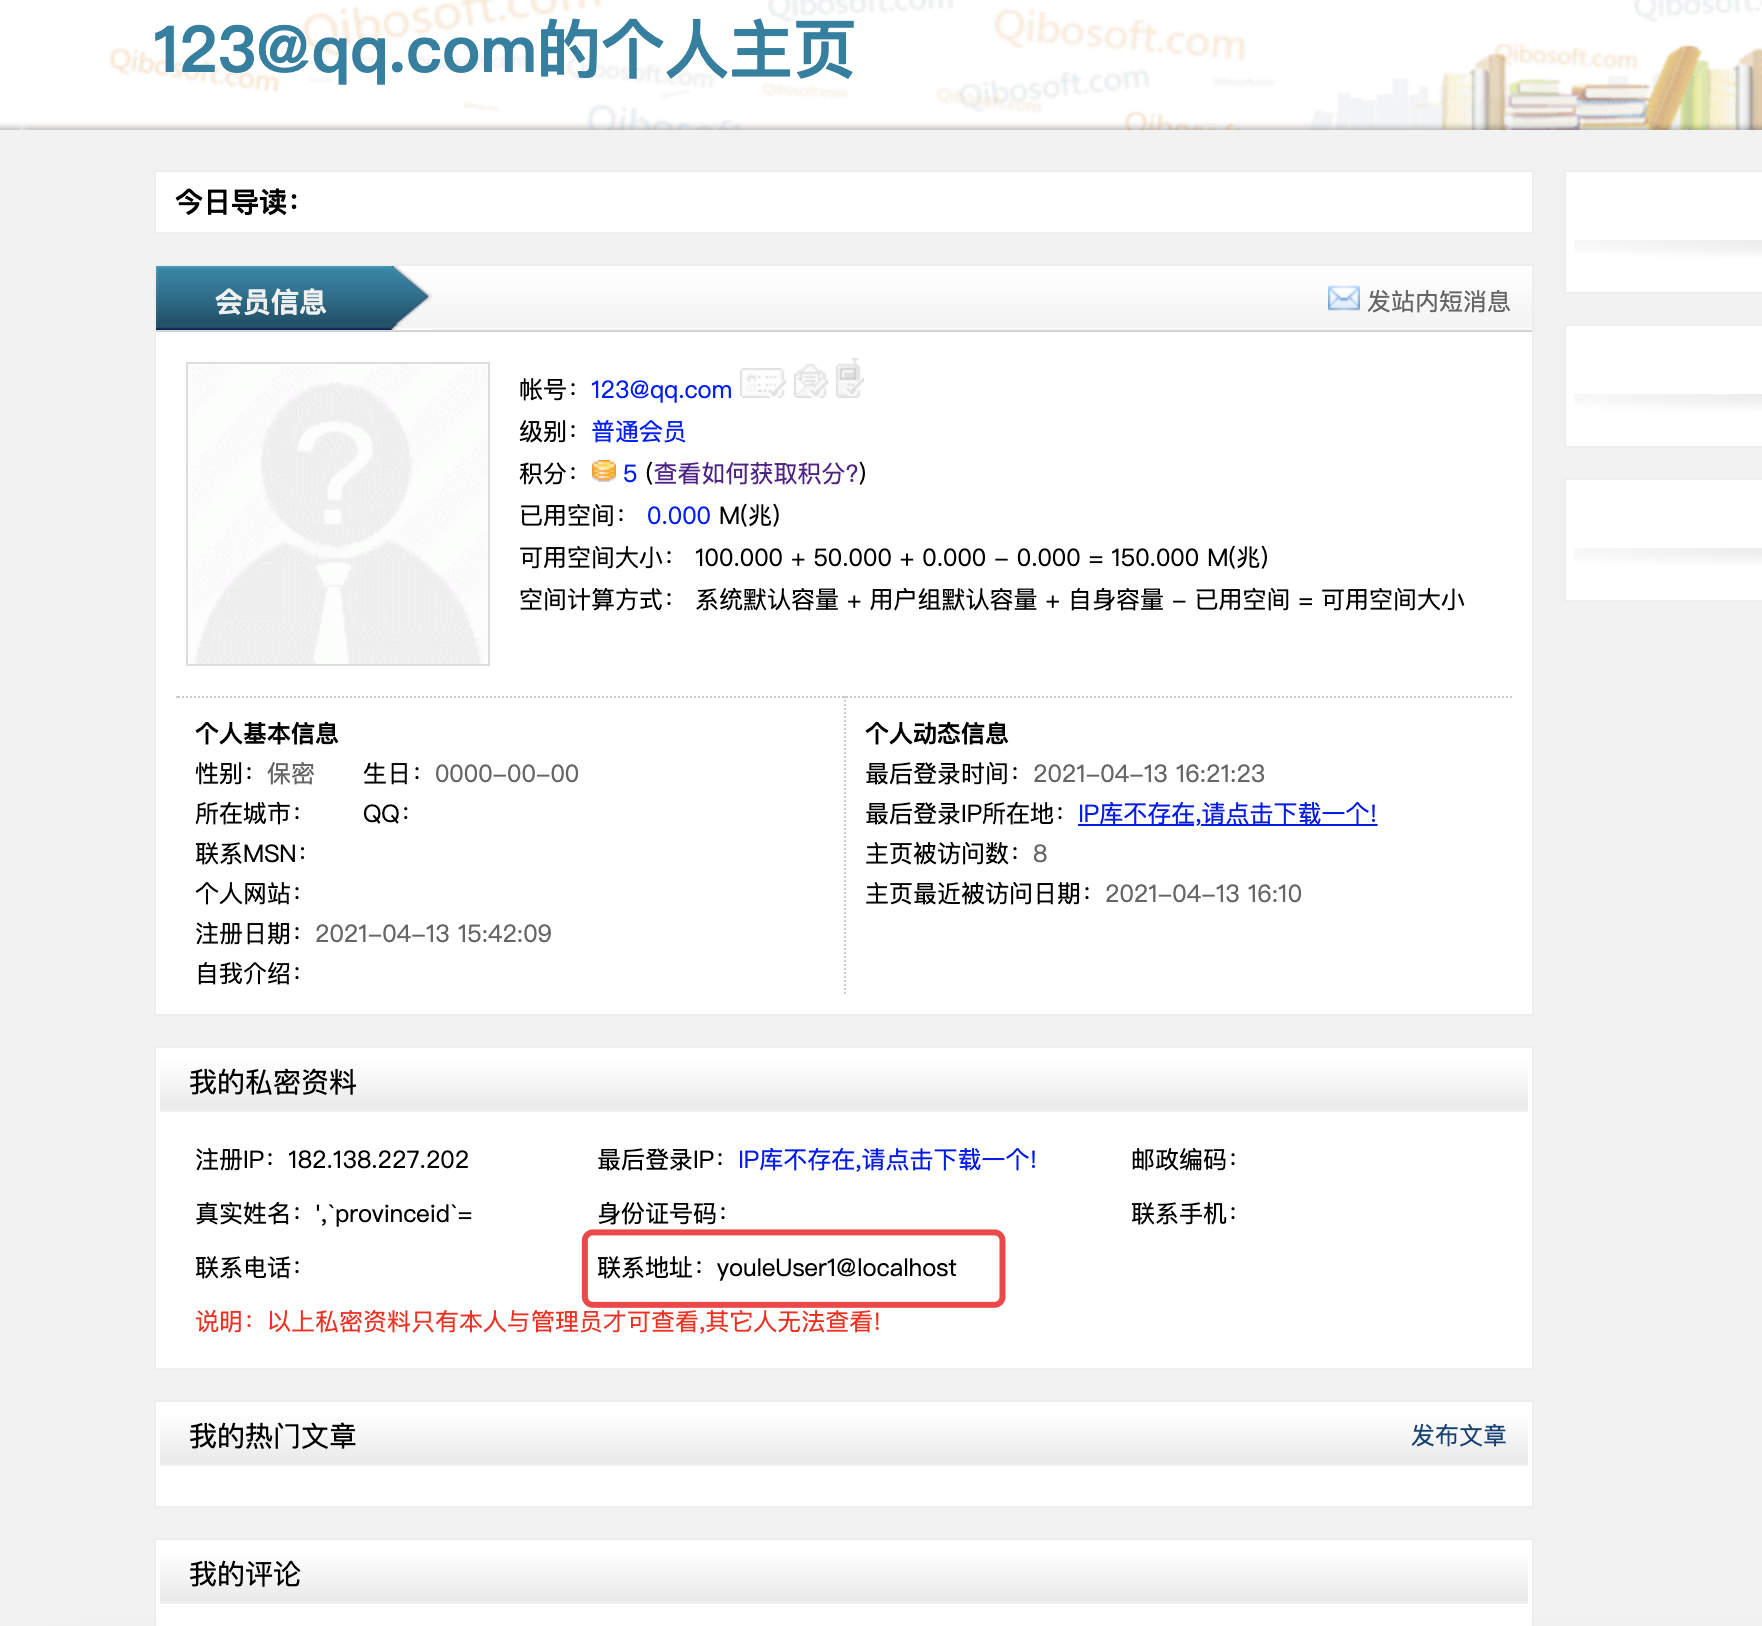 123@qq.com的个人主页
Qibosoft.com
今日导读：
会员信息
发站内短消息
帐号：123@qq.com
级别：普通会员
积分：5 (查看如何获取积分?)
已用空间： 0.000 M(兆)
可用空间大小： 100.000 + 50.000 + 0.000 - 0.000 = 150.000 M(兆)
空间计算方式： 系统默认容量 + 用户组默认容量 + 自身容量 - 已用空间 = 可用空间大小
个人基本信息
性别：保密 生日：0000-00-00
所在城市： QQ：
联系MSN：
个人网站：
注册日期：2021-04-13 15:42:09
自我介绍：
个人动态信息
最后登录时间：2021-04-13 16:21:23
最后登录IP所在地：IP库不存在,请点击下载一个!
主页被访问数：8
主页最近被访问日期：2021-04-13 16:10
我的私密资料
注册IP：182.138.227.202 最后登录IP：IP库不存在,请点击下载一个! 邮政编码：
真实姓名：',`provinceid`= 身份证号码： 联系手机：
联系电话： 联系地址：youleUser1@localhost
说明：以上私密资料只有本人与管理员才可查看,其它人无法查看!
我的热门文章
发布文章
我的评论